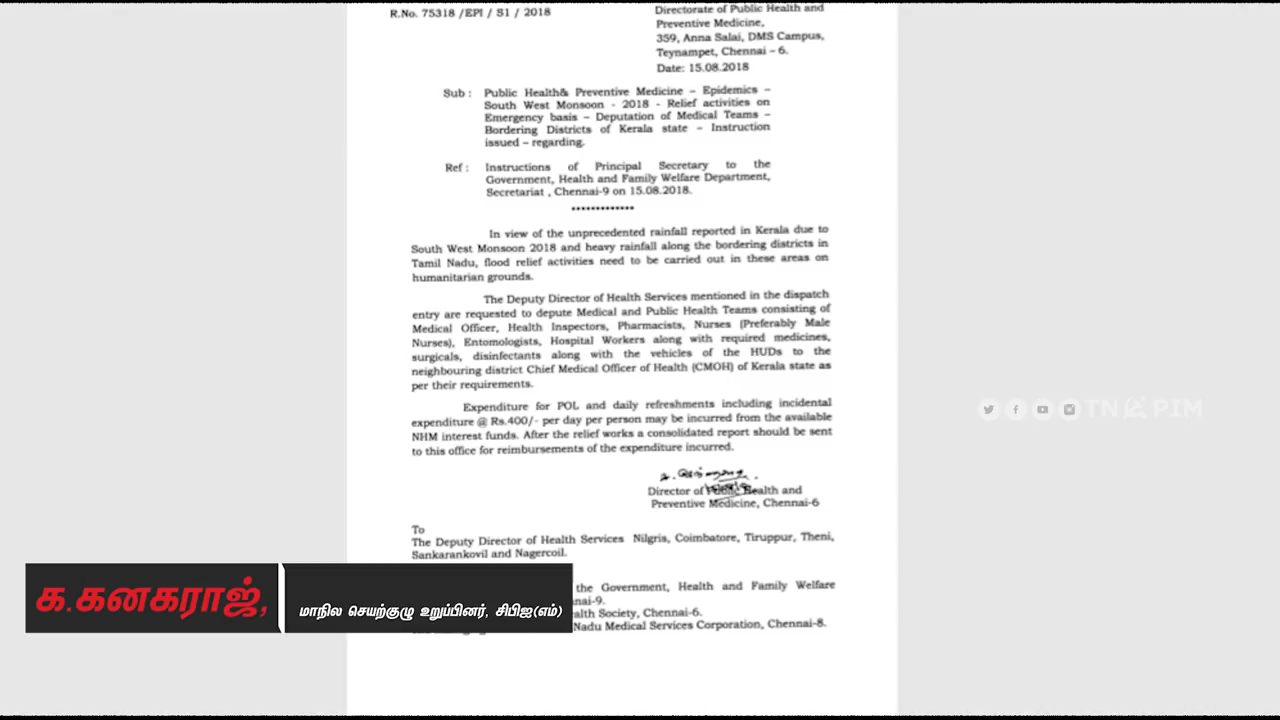 R.No. 75318 /EPI / S1 / 2018
Directorate of Public Health and
Preventive Medicine,
359, Anna Salai, DMS Campus,
Teynampet, Chennai – 6.
Date: 15.08.2018
Sub : Public Health& Preventive Medicine – Epidemics –
South West Monsoon - 2018 - Relief activities on
Emergency basis – Deputation of Medical Teams –
Bordering Districts of Kerala state – Instruction
issued – regarding.
Ref : Instructions of Principal Secretary to the
Government, Health and Family Welfare Department,
Secretariat , Chennai-9 on 15.08.2018.
*************
In view of the unprecedented rainfall reported in Kerala due to
South West Monsoon 2018 and heavy rainfall along the bordering districts in
Tamil Nadu, flood relief activities need to be carried out in these areas on
humanitarian grounds.
The Deputy Director of Health Services mentioned in the dispatch
entry are requested to depute Medical and Public Health Teams consisting of
Medical Officer, Health Inspectors, Pharmacists, Nurses (Preferably Male
Nurses), Entomologists, Hospital Workers along with required medicines,
surgicals, disinfectants along with the vehicles of the HUDs to the
neighbouring district Chief Medical Officer of Health (CMOH) of Kerala state as
per their requirements.
Expenditure for POL and daily refreshments including incidental
expenditure @ Rs.400/- per day per person may be incurred from the available
NHM interest funds. After the relief works a consolidated report should be sent
to this office for reimbursements of the expenditure incurred.
Director of Public Health and
Preventive Medicine, Chennai-6
To
The Deputy Director of Health Services Nilgris, Coimbatore, Tiruppur, Theni,
Sankarankovil and Nagercoil.
the Government, Health and Family Welfare
nai-9.
alth Society, Chennai-6.
Nadu Medical Services Corporation, Chennai-8.
க.கனகராஜ்,
மாநில செயற்குழு உறுப்பினர், சிபிஐ(எம்)
TN PIM